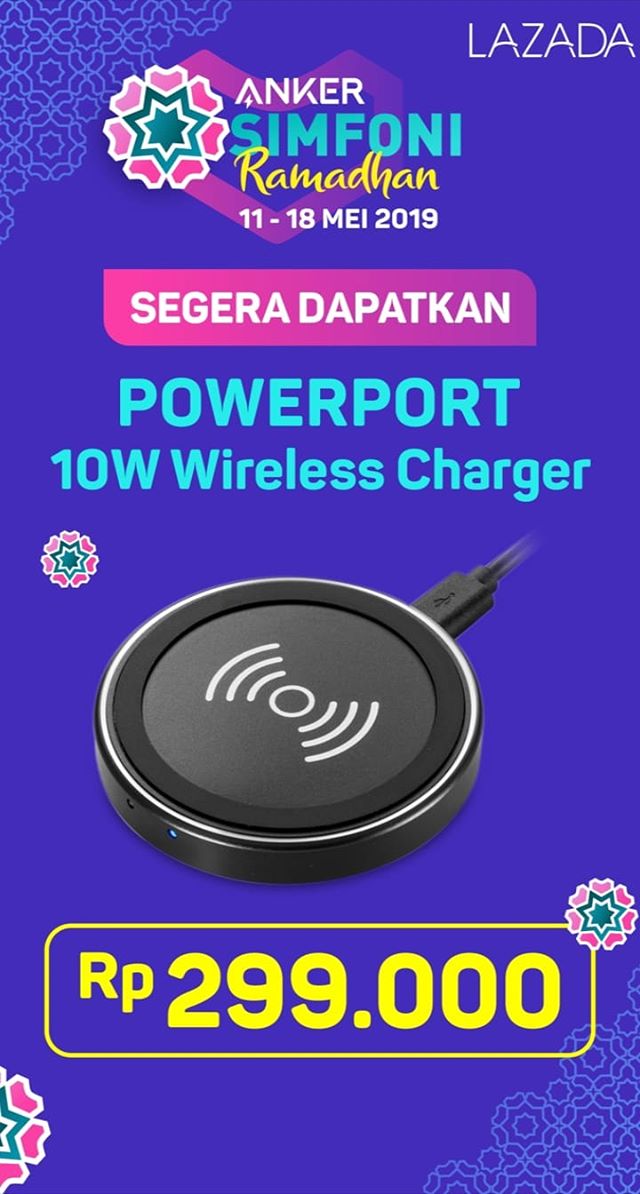 LAZADA
ANKER
SIMFONI
Ramadhan
11 - 18 MEI 2019
SEGERA DAPATKAN
POWERPORT
10W Wireless Charger
Rp 299.000